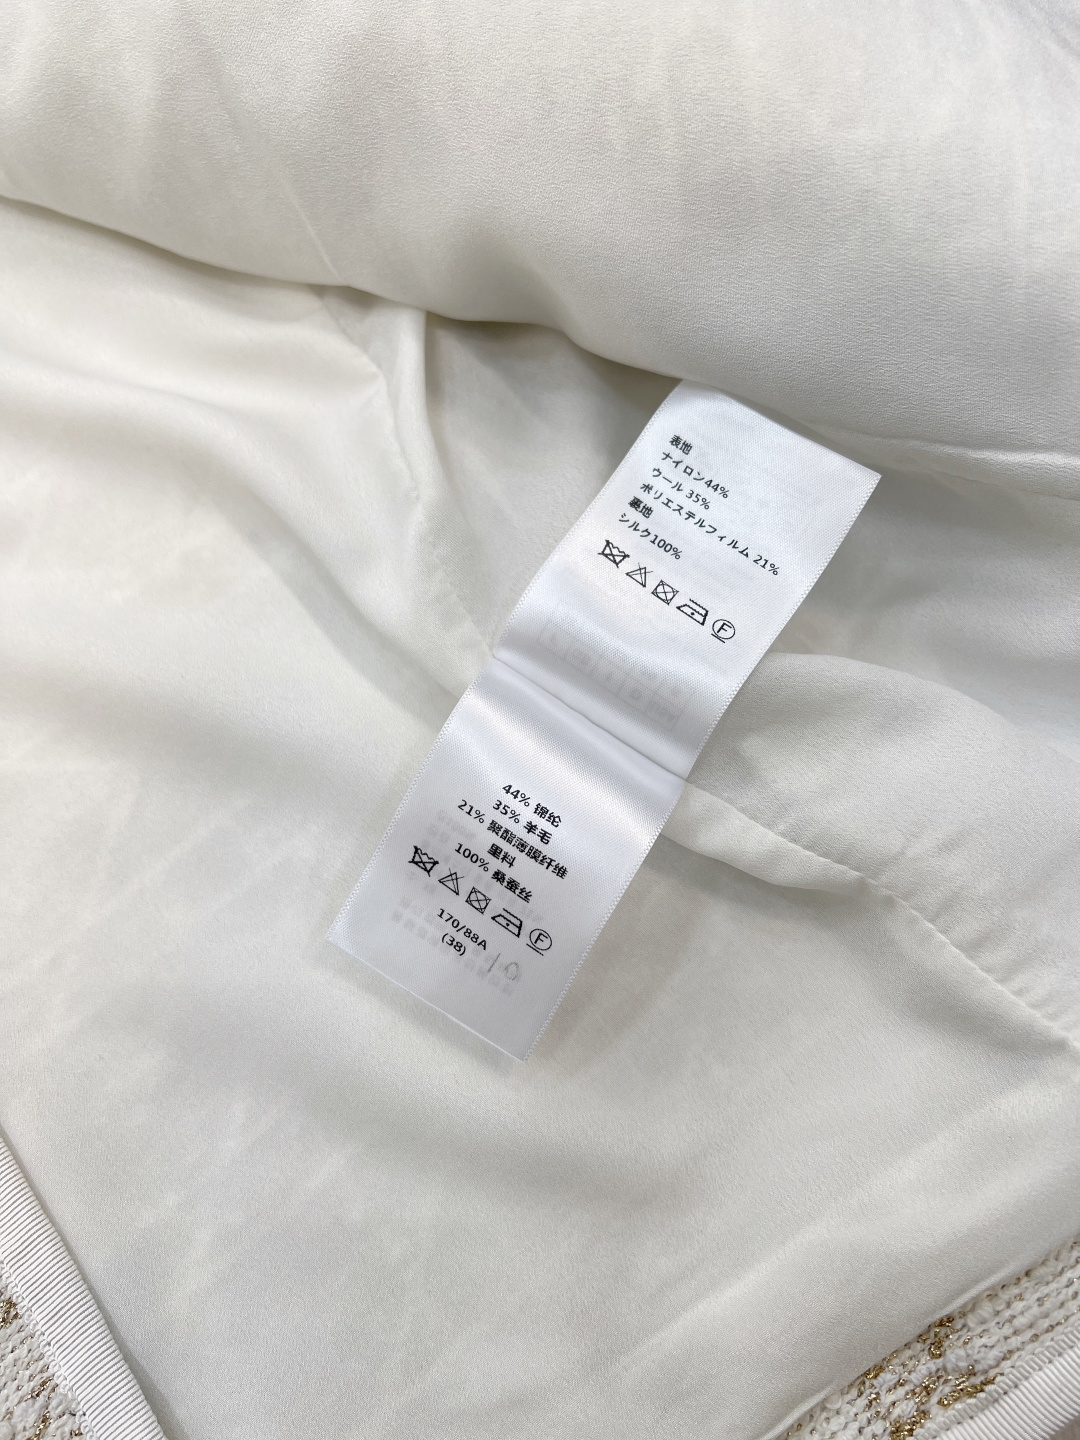 表地
ナイロン44%
ウール 35%
ポリエステルフィルム 21%
裏地
シルク100%
F
44% 锦纶
35% 羊毛
21% 聚酯薄膜纤维
里料
100% 桑蚕丝
F
170/88A
(38)